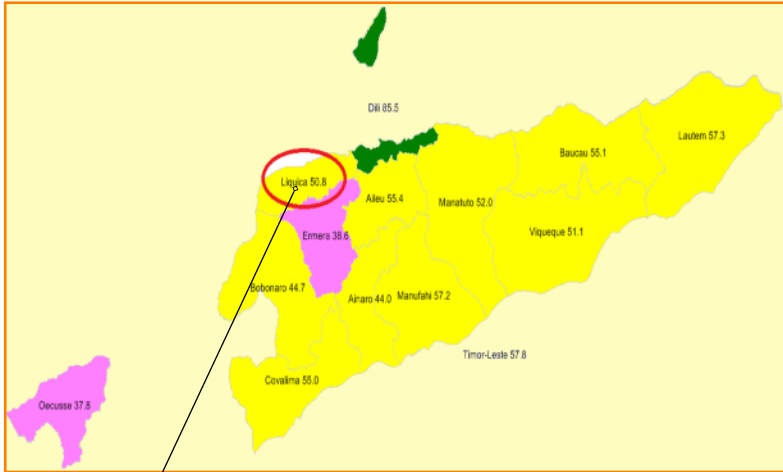 Dili 85.5
Baucau 55.1
Lautem 57.3
Liquica 50.8
Aileu 55.4
Manatuto 52.0
Viqueque 51.1
Ermera 38.6
Bobonaro 44.7
Ainaro 44.0
Manufahi 57.2
Timor-Leste 57.8
Covalima 55.0
Oecusse 37.8